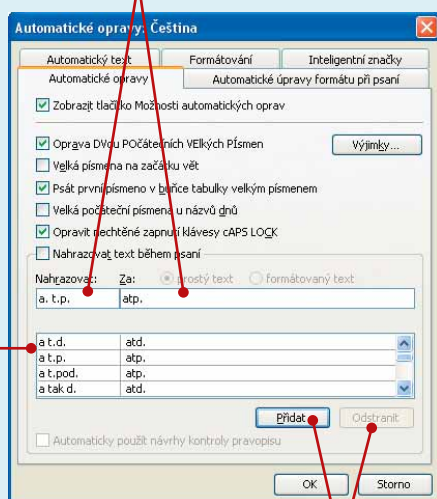 Automatické opravy: Čeština
Automatický text Formátování Inteligentní značky
Automatické opravy Automatické úpravy formátu při psaní
Zobrazit tlačítko Možnosti automatických oprav
Oprava DVou POčátečních VElkých PÍsmen Výjimky...
Velká písmena na začátku vět
Psát první písmeno v buňce tabulky velkým písmenem
Velká počáteční písmena u názvů dnů
Opravit nechtěné zapnutí klávesy cAPS LOCK
Nahrazovat text během psaní
Nahrazovat: Za: prostý text formátovaný text
a. t.p. atp.
a t.d. atd.
a t.p. atp.
a t.pod. atp.
a tak d. atd.
Přidat Odstranit
Automaticky použít návrhy kontroly pravopisu
OK Storno